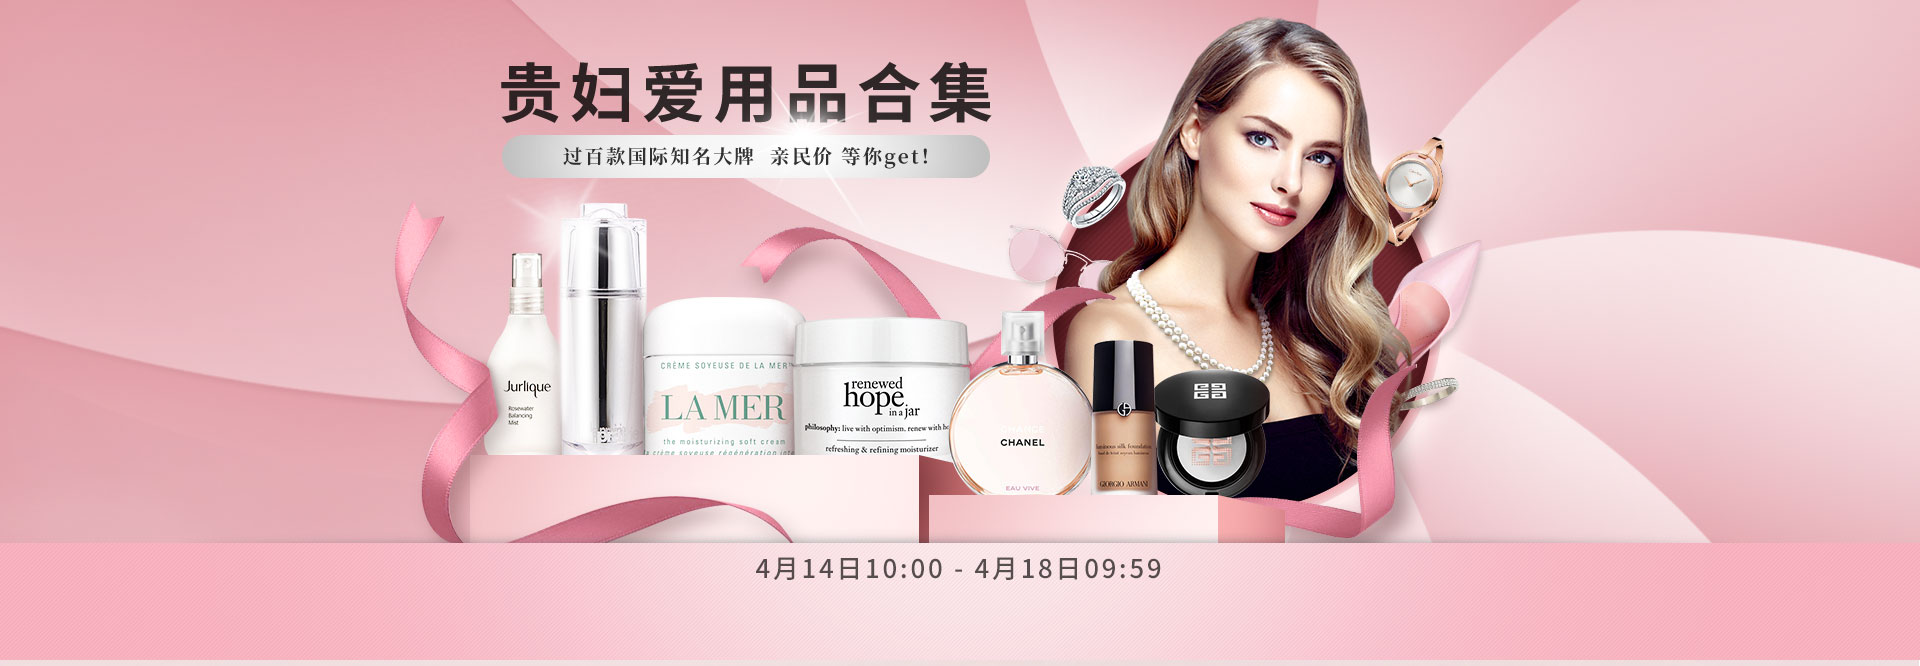 贵妇爱用品合集
过百款国际知名大牌 亲民价 等你get!
Jurlique
Rosewater
Balancing
Mist
CRÈME SOYEUSE DE LA MER™
LA MER
the moisturizing soft cream
renewed
hope
in a jar
philosophy: live with optimism. renew with
refreshing & refining moisturizer
CHANCE
CHANEL
EAU VIVE
luminous silk foundation
GIORGIO ARMANI
4月14日10:00 - 4月18日09:59